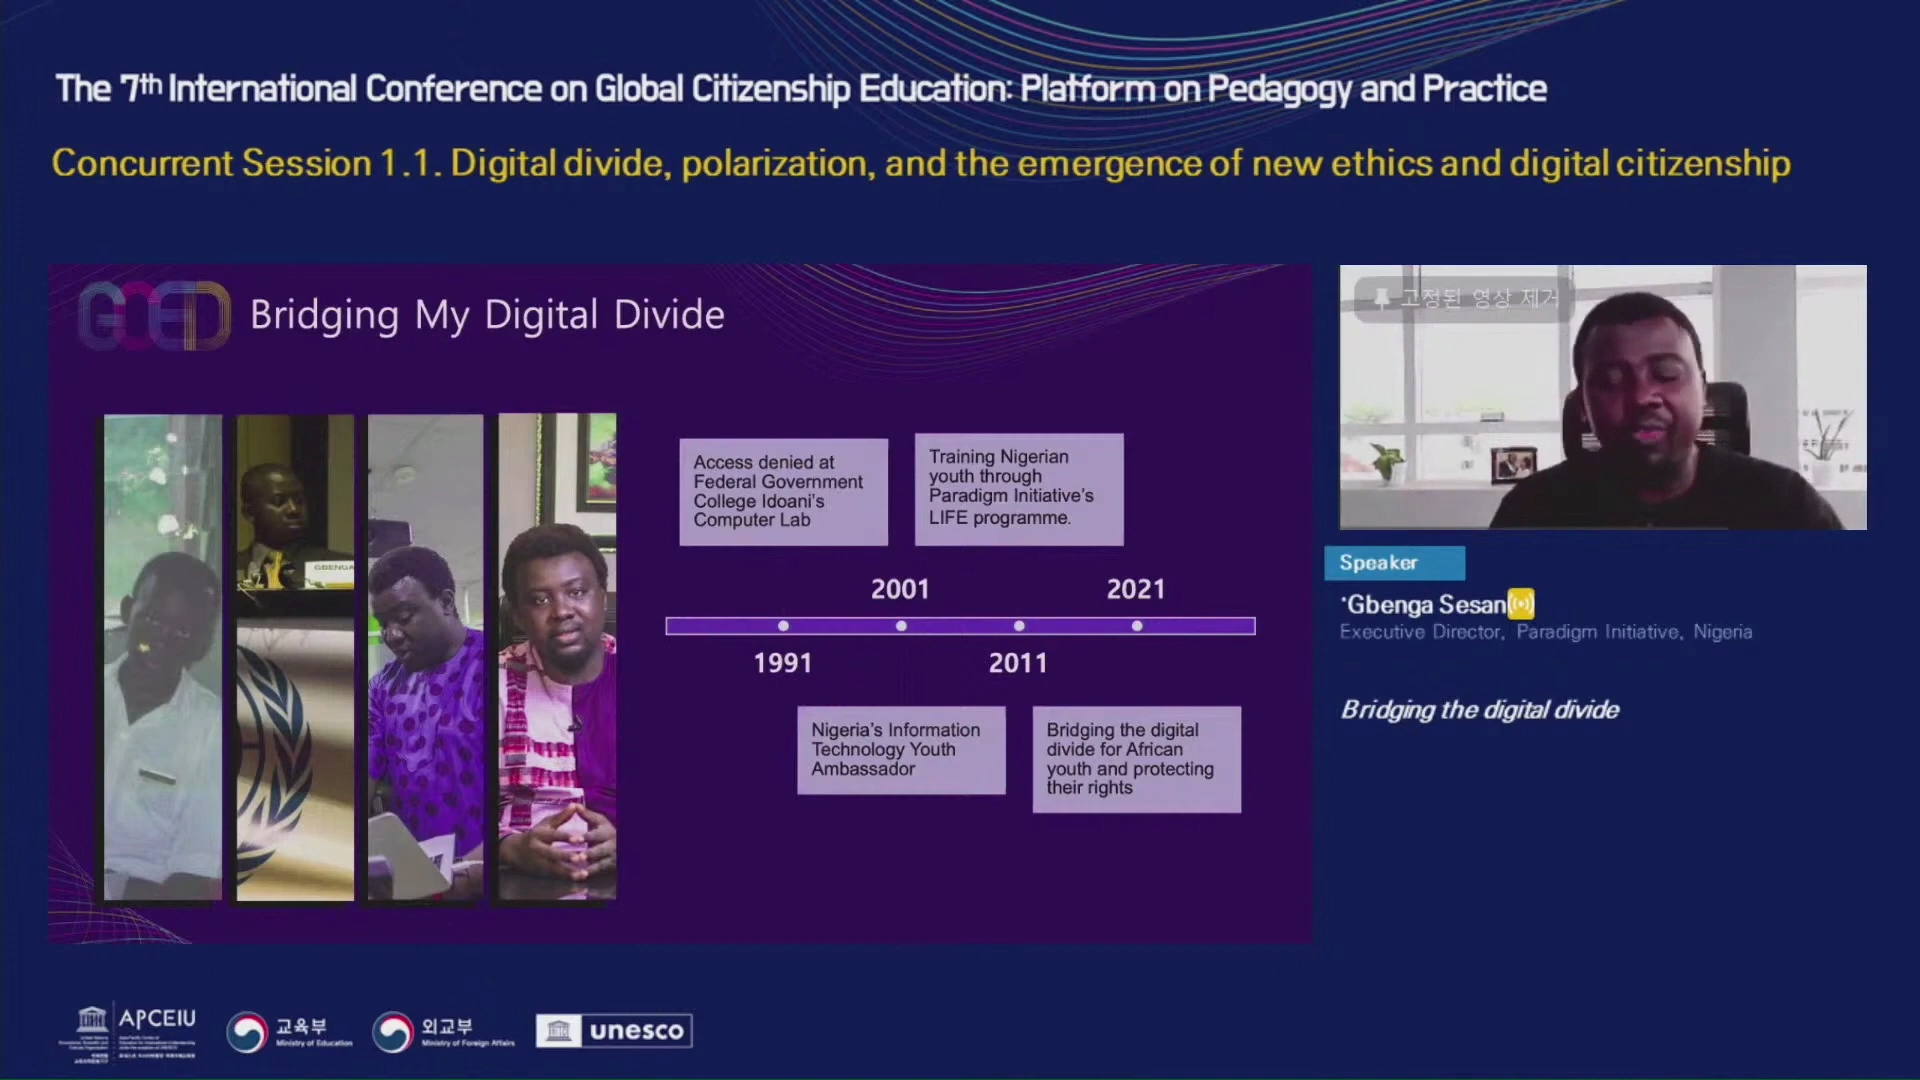 The 7th International Conference on Global Citizenship Education: Platform on Pedagogy and Practice
Concurrent Session 1.1. Digital divide, polarization, and the emergence of new ethics and digital citizenship
GCED Bridging My Digital Divide
고정된 영상 제거
GBENGA
Access denied at
Federal Government
College Idoani's
Computer Lab
Training Nigerian
youth through
Paradigm Initiative's
LIFE programme.
2001
2021
1991
2011
Nigeria's Information
Technology Youth
Ambassador
Bridging the digital
divide for African
youth and protecting
their rights
Speaker
*Gbenga Sesan
Executive Director, Paradigm Initiative, Nigeria
Bridging the digital divide
APCEIU
교육부
Ministry of Education
외교부
Ministry of Foreign Affairs
unesco